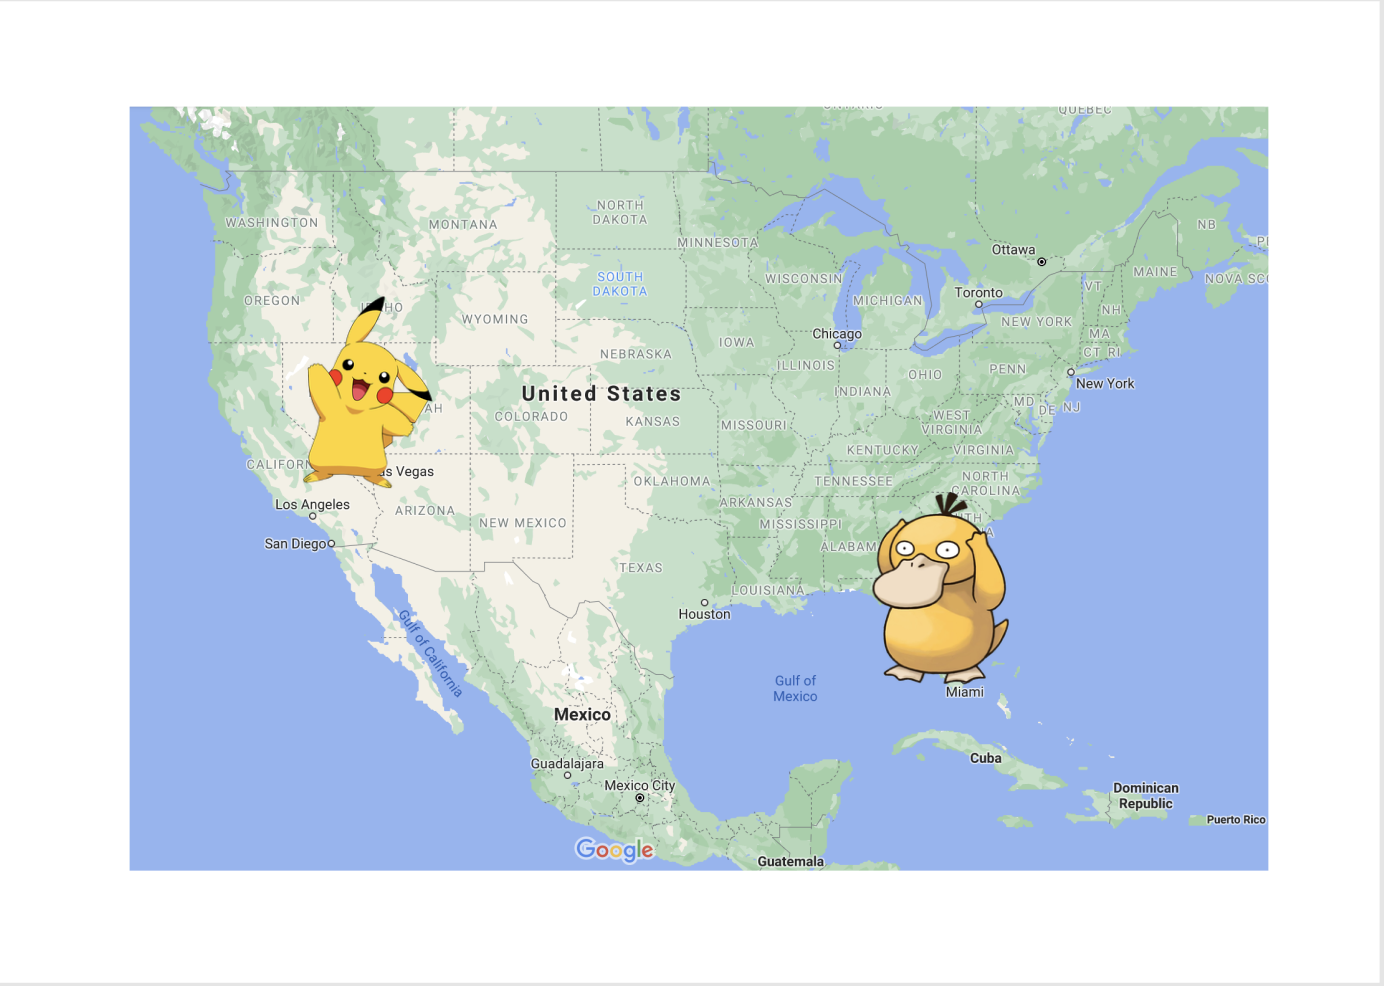 ONTARIO
QUEBEC
WASHINGTON
MONTANA
NORTH
DAKOTA
MINNESOTA
NB
Ottawa
MAINE
NOVA SCO
WISCONSIN
SOUTH
DAKOTA
VT
Toronto
OREGON
MICHIGAN
NH
WYOMING
NEW YORK
Chicago
MA
IOWA
CT RI
NEBRASKA
ILLINOIS
PENN
OHIO
New York
INDIANA
United States
MD
DE NJ
COLORADO
WEST
VIRGINIA
KANSAS
MISSOURI
KENTUCKY
VIRGINIA
CALIFORN
as Vegas
OKLAHOMA
TENNESSEE
NORTH
CAROLINA
Los Angeles
ARKANSAS
ARIZONA
NEW MEXICO
MISSISSIPPI
San Diego
ALABAM
TEXAS
LOUISIANA
Houston
Gulf of California
Gulf of
Mexico
Miami
Mexico
Cuba
Guadalajara
Mexico City
Dominican
Republic
Puerto Rico
Google
Guatemala